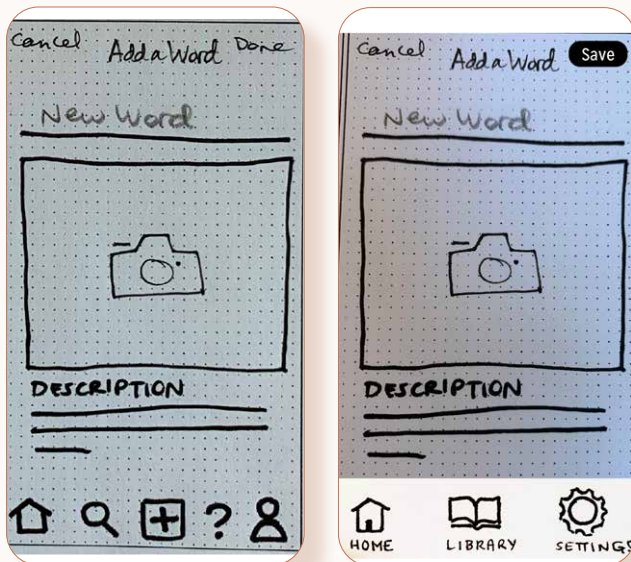 Cancel Add a Word Done
New Word
DESCRIPTION
?
Cancel Add a Word Save
New Word
DESCRIPTION
HOME LIBRARY SETTINGS